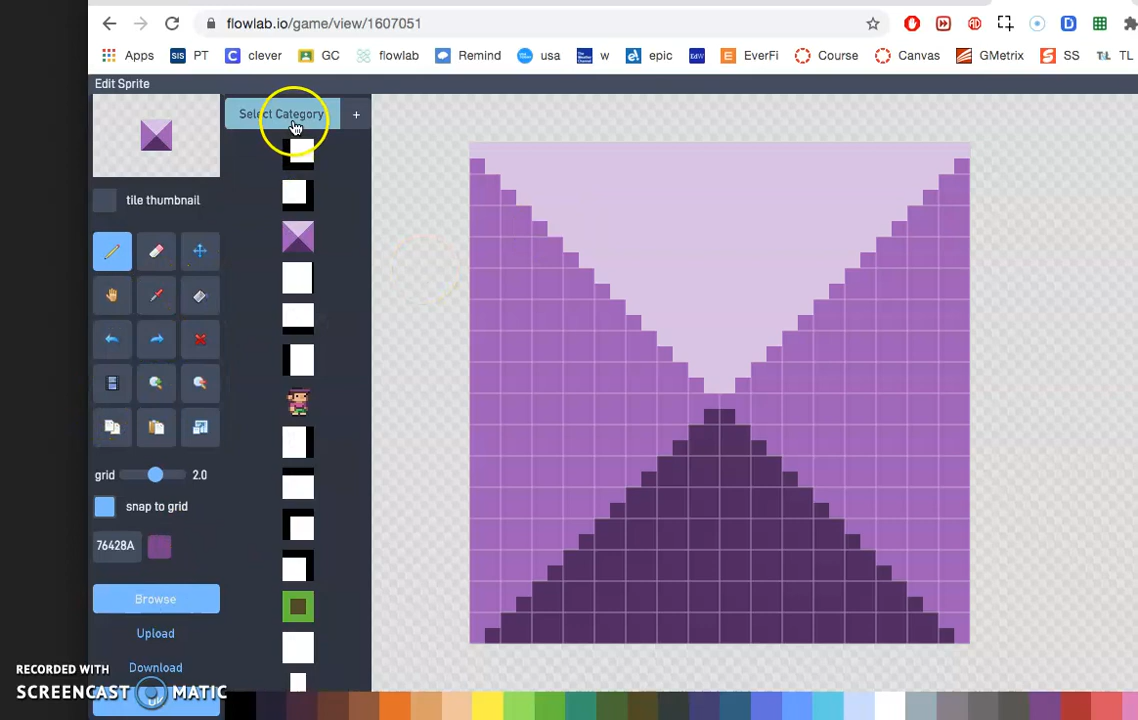 flowlab.io/game/view/1607051
Apps SIS PT C clever GC flowlab Remind usa w epic E EverFi Course Canvas GMetrix S SS TL TL
Edit Sprite
Select Category +
tile thumbnail
grid 2.0
snap to grid
76428A
Browse
Upload
Download
RECORDED WITH
SCREENCAST MATIC